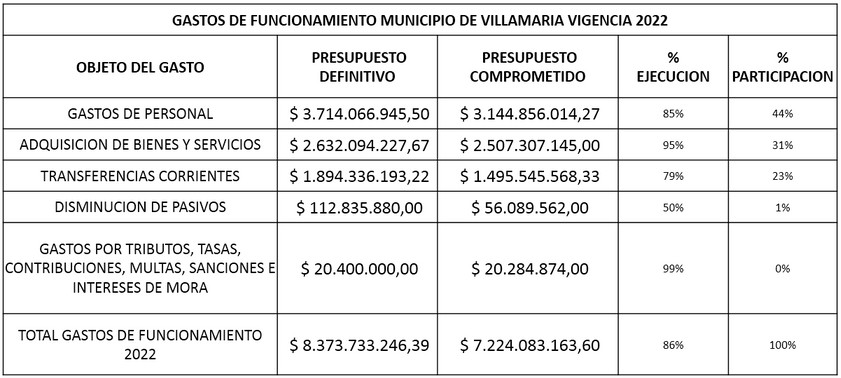 GASTOS DE FUNCIONAMIENTO MUNICIPIO DE VILLAMARIA VIGENCIA 2022
OBJETO DEL GASTO PRESUPUESTO DEFINITIVO PRESUPUESTO COMPROMETIDO % EJECUCION % PARTICIPACION
GASTOS DE PERSONAL $ 3.714.066.945,50 $ 3.144.856.014,27 85% 44%
ADQUISICION DE BIENES Y SERVICIOS $ 2.632.094.227,67 $ 2.507.307.145,00 95% 31%
TRANSFERENCIAS CORRIENTES $ 1.894.336.193,22 $ 1.495.545.568,33 79% 23%
DISMINUCION DE PASIVOS $ 112.835.880,00 $ 56.089.562,00 50% 1%
GASTOS POR TRIBUTOS, TASAS,
CONTRIBUCIONES, MULTAS, SANCIONES E
INTERESES DE MORA $ 20.400.000,00 $ 20.284.874,00 99% 0%
TOTAL GASTOS DE FUNCIONAMIENTO
2022 $ 8.373.733.246,39 $ 7.224.083.163,60 86% 100%